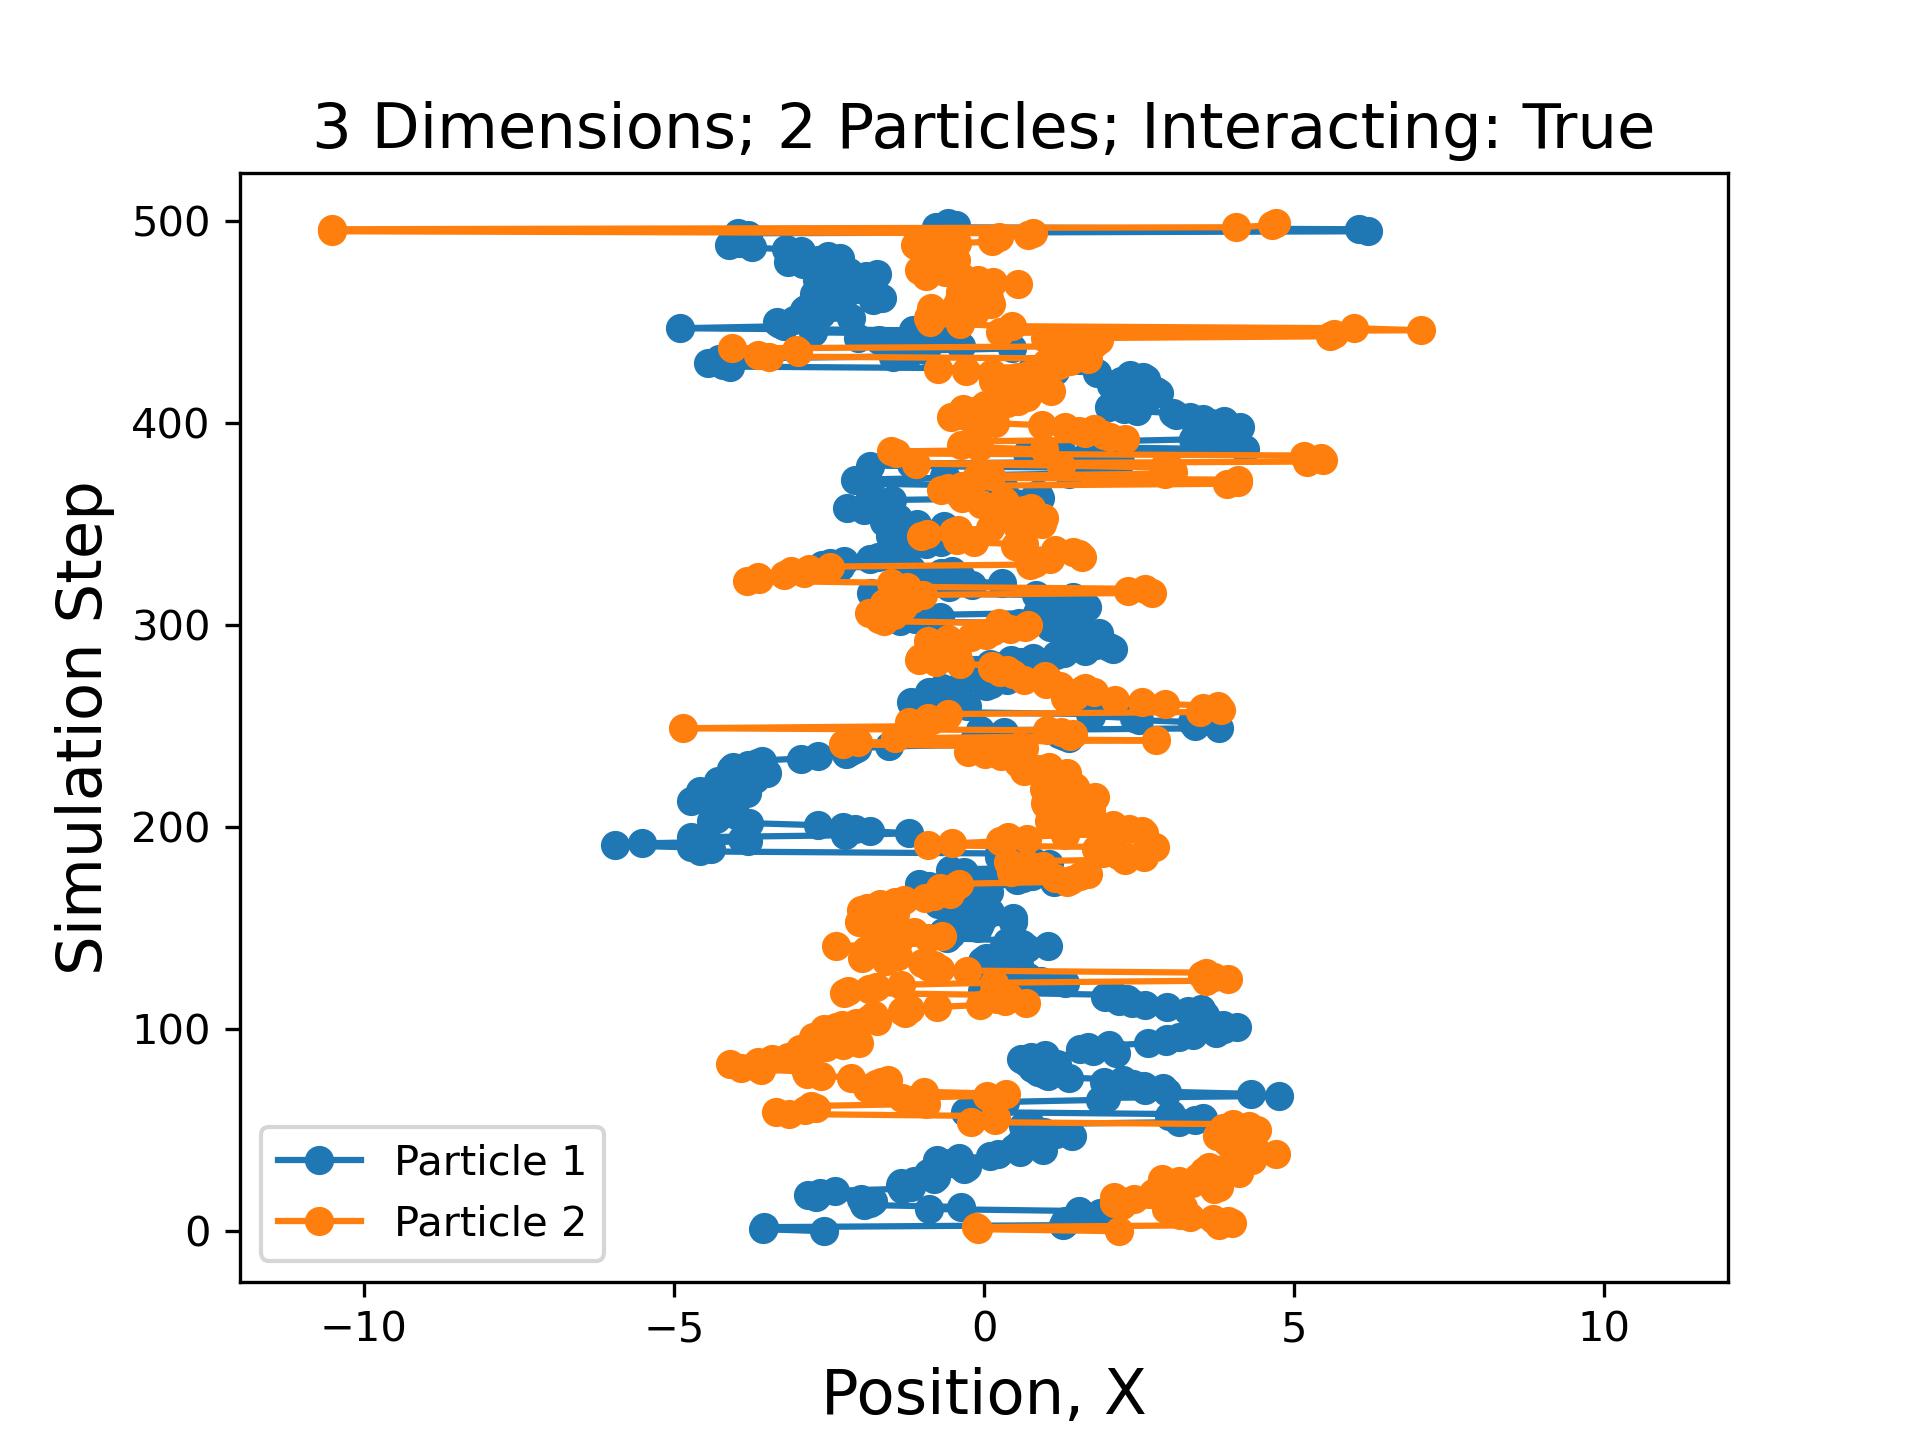 3 Dimensions; 2 Particles; Interacting: True
Simulation Step
500
400
300
200
100
0
Particle 1
Particle 2
−10
−5
0
5
10
Position, X